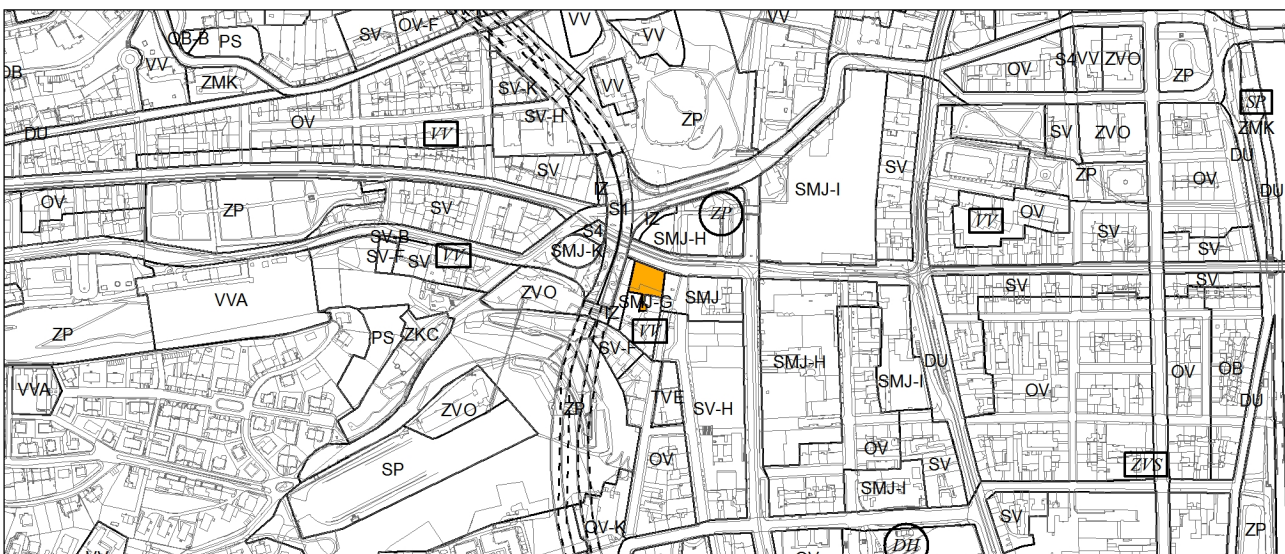 OB-B
PS
SV
OV-F
VV
VV
VV
VV
ZMK
SV-K
VV
ZP
OV
S4
VV
ZVO
ZP
SP
ZMK
DU
OV
VV
SV-H
SV
ZVO
DU
SV
IZ
SMJ-I
SV
ZP
OV
DU
OV
ZP
SV
S1
IZ
ZP
VV
OV
SV
SV-B
S4
SMJ-H
SV-F
SV
VV
SMJ-K
SV
VVA
ZVO
SMJ-G
SMJ
SV
SV
IZ
VV
ZP
PS
ZKC
SV-I
SMJ-H
DU
SMJ-I
OV
OB
DU
VVA
ZVO
ZP
TVE
SV-H
OV
SP
OV
OV
SV
ZVS
SMJ-I
OV-K
SV
ZP
DH